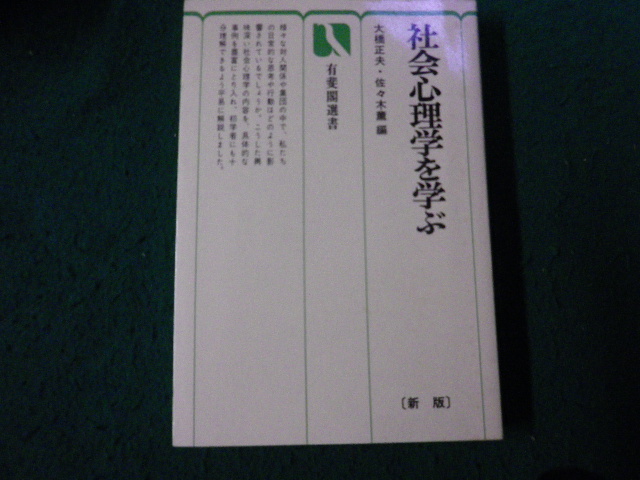 社会心理学を学ぶ
大橋正夫・佐々木薫 編
〔新 版〕
有斐閣選書
様々な対人関係や集団の中で、私たち
の日常的な思考や行動はどのように影
響されているでしょうか。こうした興
味深い社会心理学の内容を、具体的な
事例を豊富にとり入れ、初学者にも十
分理解できるよう平易に解説しました。